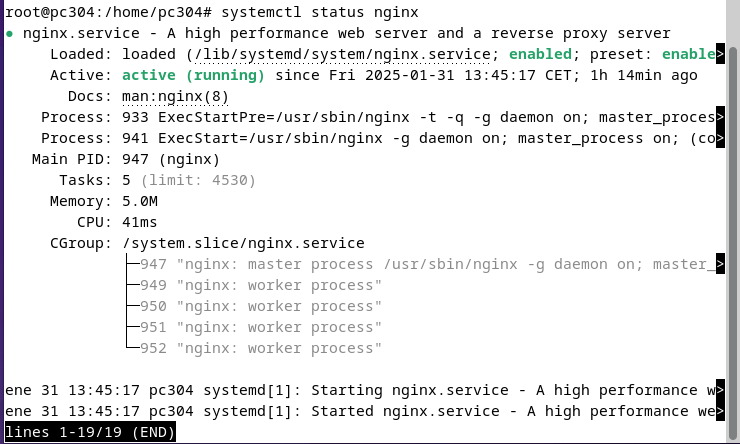 root@pc304:/home/pc304# systemctl status nginx
● nginx.service - A high performance web server and a reverse proxy server
     Loaded: loaded (/lib/systemd/system/nginx.service; enabled; preset: enable>
     Active: active (running) since Fri 2025-01-31 13:45:17 CET; 1h 14min ago
       Docs: man:nginx(8)
    Process: 933 ExecStartPre=/usr/sbin/nginx -t -q -g daemon on; master_proces>
    Process: 941 ExecStart=/usr/sbin/nginx -g daemon on; master_process on; (co>
   Main PID: 947 (nginx)
      Tasks: 5 (limit: 4530)
     Memory: 5.0M
        CPU: 41ms
     CGroup: /system.slice/nginx.service
             ├─947 "nginx: master process /usr/sbin/nginx -g daemon on; master_>
             ├─949 "nginx: worker process"
             ├─950 "nginx: worker process"
             ├─951 "nginx: worker process"
             └─952 "nginx: worker process"

ene 31 13:45:17 pc304 systemd[1]: Starting nginx.service - A high performance w>
ene 31 13:45:17 pc304 systemd[1]: Started nginx.service - A high performance we>
lines 1-19/19 (END)